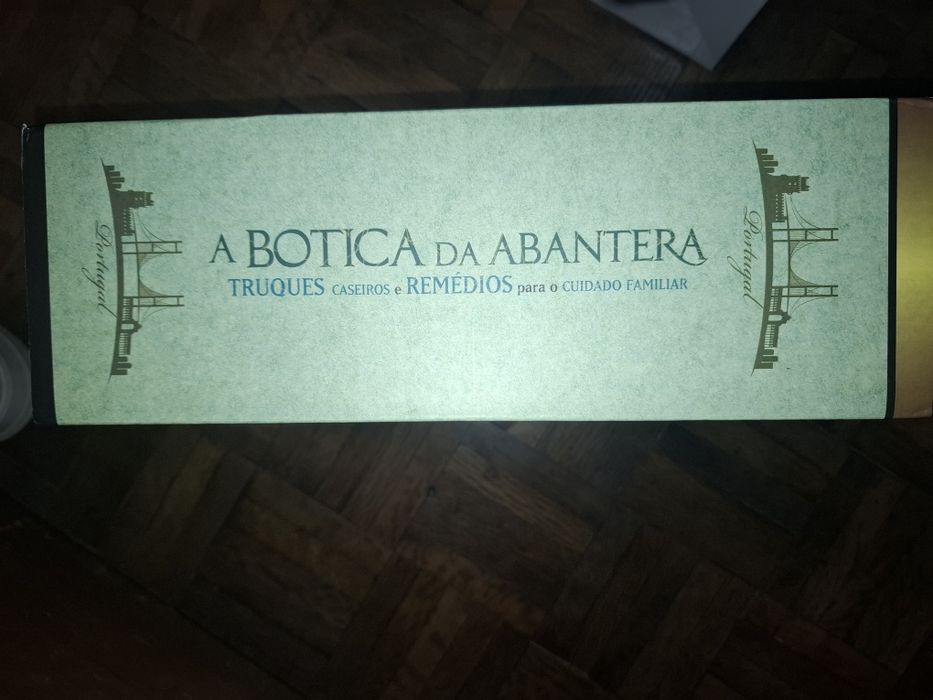 A BOTICA DA ABANTERA
TRUQUES CASEIROS e REMÉDIOS para o CUIDADO FAMILIAR
Portugal
Portugal